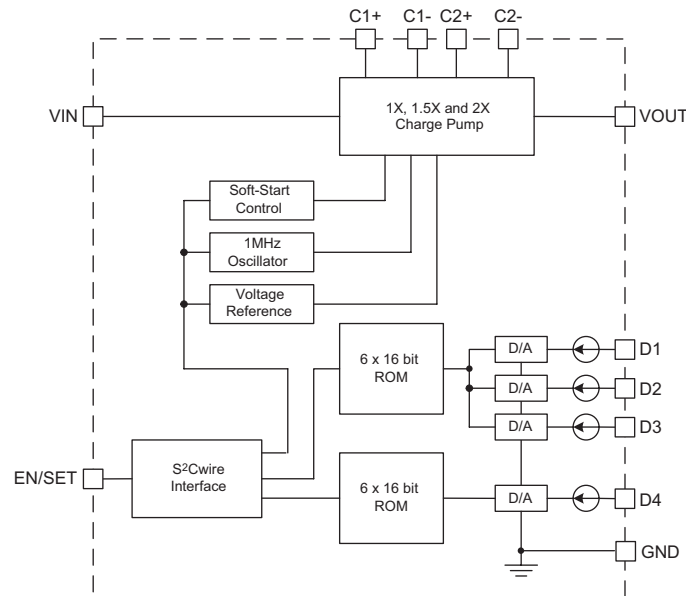 C1+ C1- C2+ C2-
VIN
1X, 1.5X and 2X
Charge Pump
VOUT
Soft-Start
Control
1MHz
Oscillator
Voltage
Reference
6 x 16 bit
ROM
D/A
D1
D/A
D2
D/A
D3
EN/SET
S²Cwire
Interface
6 x 16 bit
ROM
D/A
D4
GND